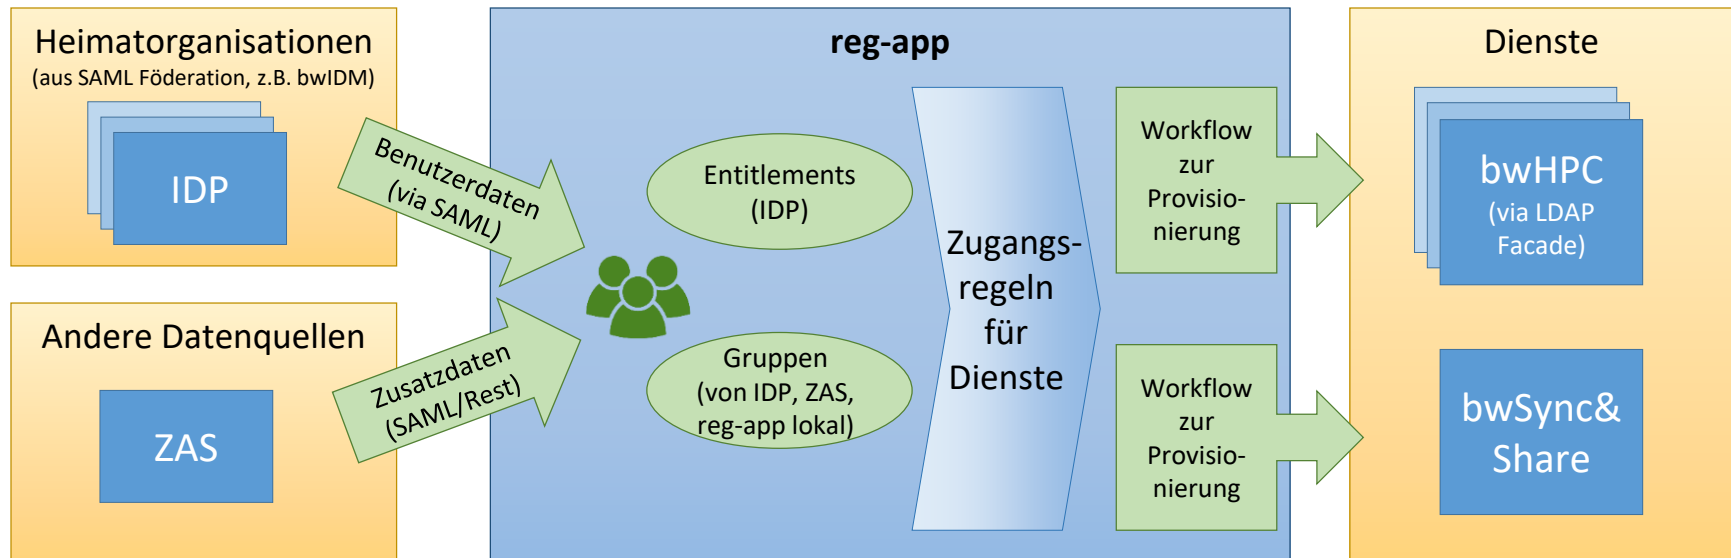 Heimatorganisationen
(aus SAML Föderation, z.B. bwIDM)
IDP
Benutzerdaten
(via SAML)
Andere Datenquellen
ZAS
Zusatzdaten
(SAML/Rest)
reg-app
Entitlements
(IDP)
Gruppen
(von IDP, ZAS,
reg-app lokal)
Zugangs-
regeln
für
Dienste
Workflow
zur
Provisio-
nierung
Workflow
zur
Provisio-
nierung
Dienste
bwHPC
(via LDAP
Facade)
bwSync&
Share